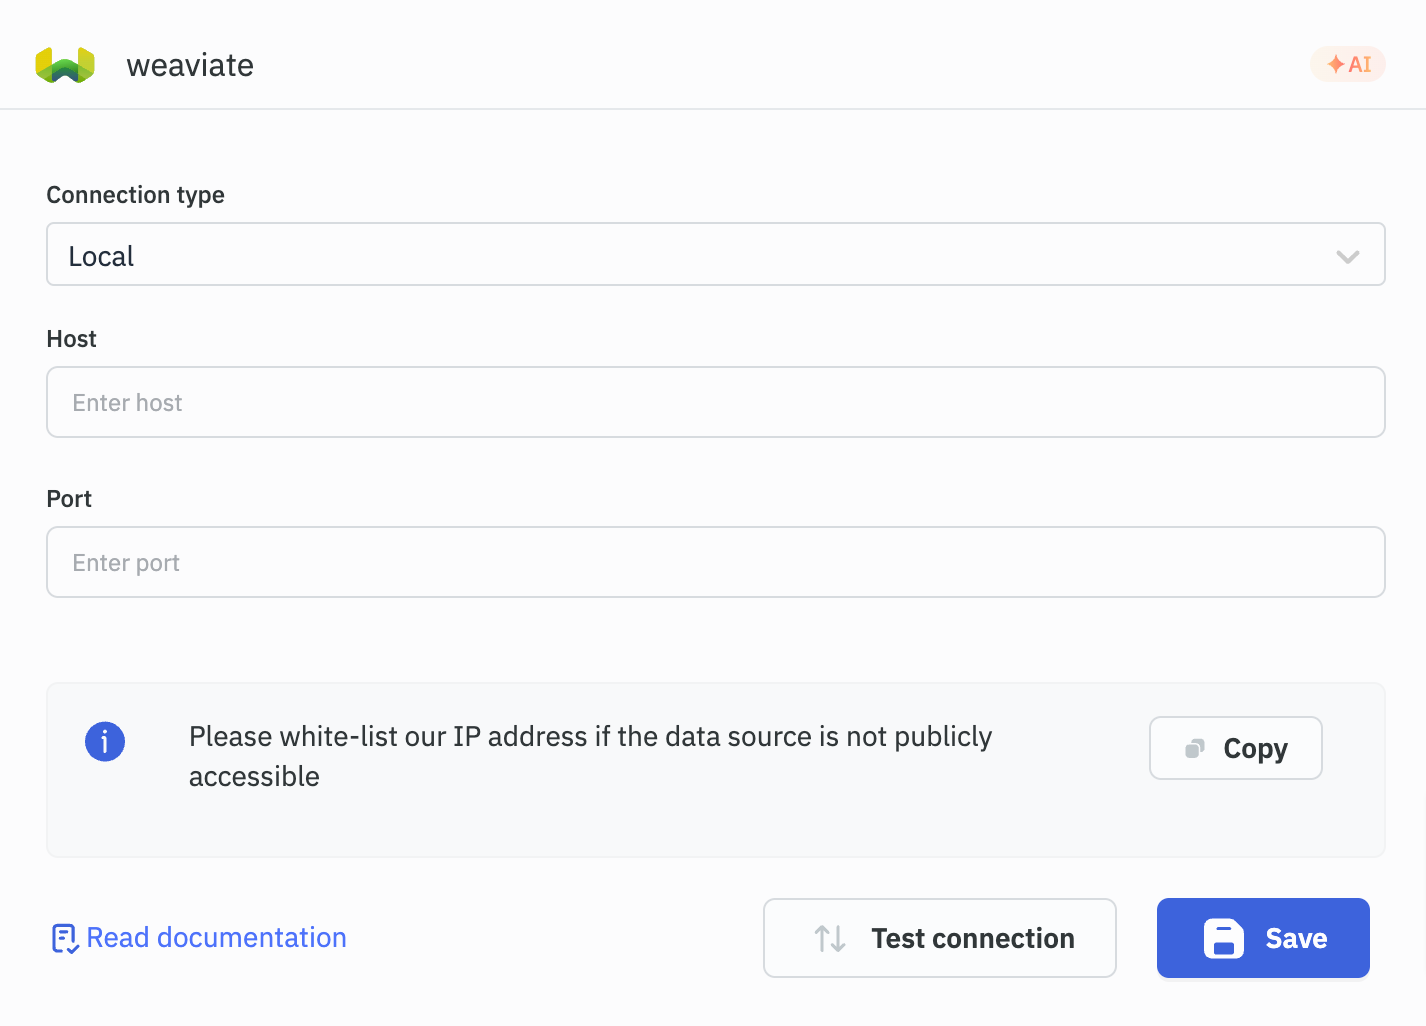 weaviate
AI
Connection type
Local
Host
Enter host
Port
Enter port
Please white-list our IP address if the data source is not publicly
accessible
Copy
Read documentation
Test connection
Save